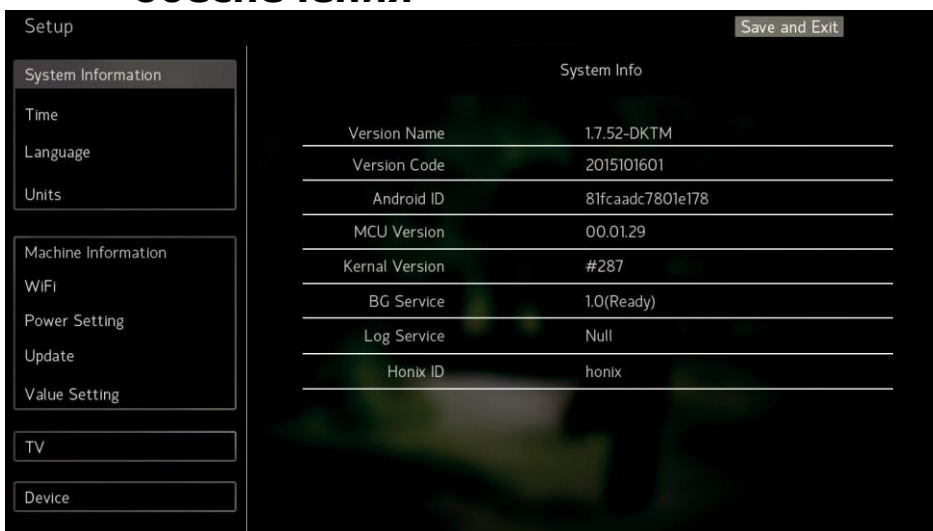 обеспечения
Setup
Save and Exit
System Information
Time
Language
Units
Machine Information
WiFi
Power Setting
Update
Value Setting
TV
Device
System Info
Version Name 1.7.52-DKTM
Version Code 2015101601
Android ID 81fcaadc7801e178
MCU Version 00.01.29
Kernal Version #287
BG Service 1.0(Ready)
Log Service Null
Honix ID honix